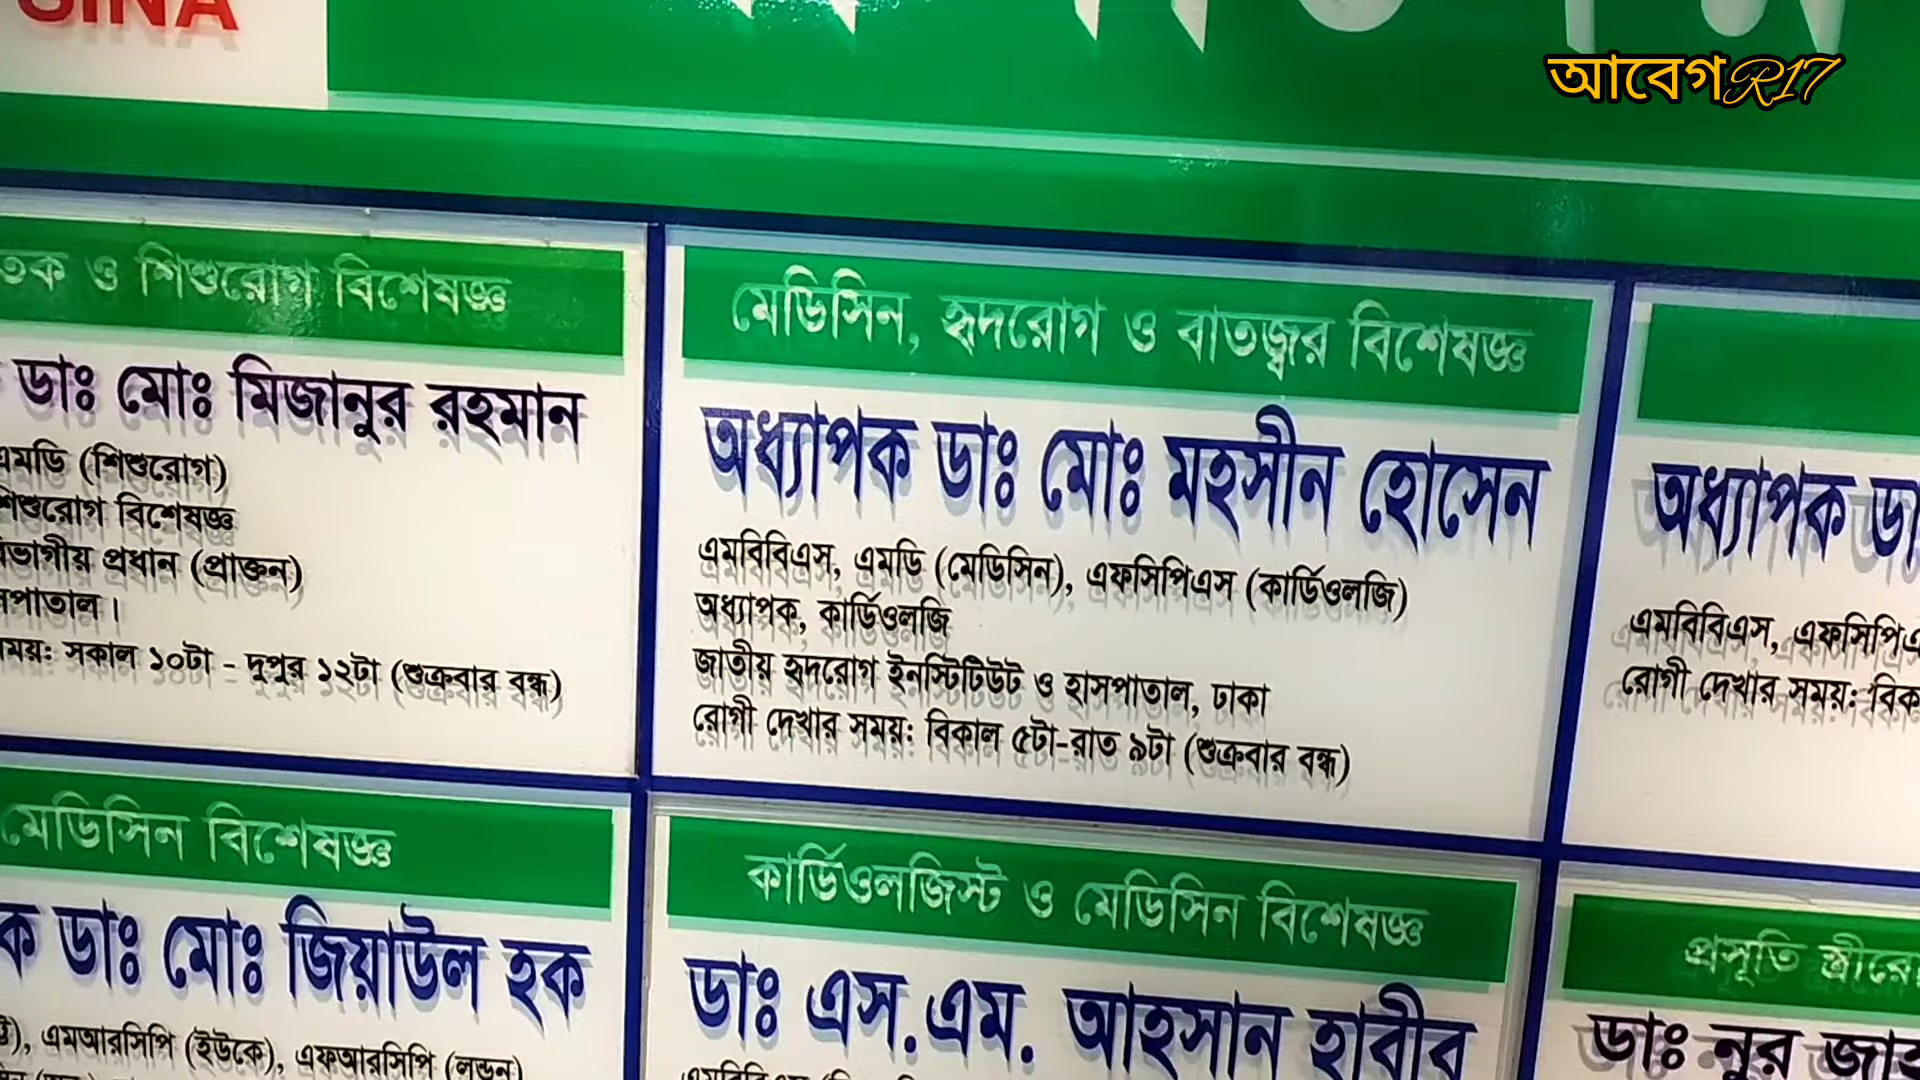 আবেগR17
ও শিশুরোগ বিশেষজ্ঞ
ডাঃ মোঃ মিজানুর রহমান
এমডি (শিশুরোগ)
শিশুরোগ বিশেষজ্ঞ
বিভাগীয় প্রধান (প্রাক্তন)
সময়: সকাল ১০টা - দুপুর ১২টা (শুক্রবার বন্ধ)
মেডিসিন, হৃদরোগ ও বাতজ্বর বিশেষজ্ঞ
অধ্যাপক ডাঃ মোঃ মহসীন হোসেন
এমবিবিএস, এমডি (মেডিসিন), এফসিপিএস (কার্ডিওলজি)
অধ্যাপক, কার্ডিওলজি
জাতীয় হৃদরোগ ইনস্টিটিউট ও হাসপাতাল, ঢাকা
রোগী দেখার সময়: বিকাল ৫টা-রাত ৯টা (শুক্রবার বন্ধ)
অধ্যাপক ডা
এমবিবিএস, এফসিপিএ
রোগী দেখার সময়: বিক
মেডিসিন বিশেষজ্ঞ
ডাঃ মোঃ জিয়াউল হক
এমআরসিপি (ইউকে), এফআরসিপি (লন্ডন)
কার্ডিওলজিস্ট ও মেডিসিন বিশেষজ্ঞ
ডাঃ এস.এম. আহসান হাবীব
প্রসূতি স্ত্রীরো
ডাঃ নুর জাহ